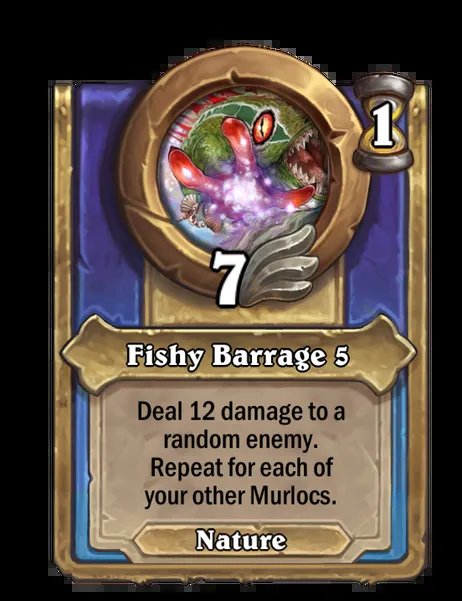 1
7
Fishy Barrage 5
Deal 12 damage to a
random enemy.
Repeat for each of
your other Murlocs.
Nature